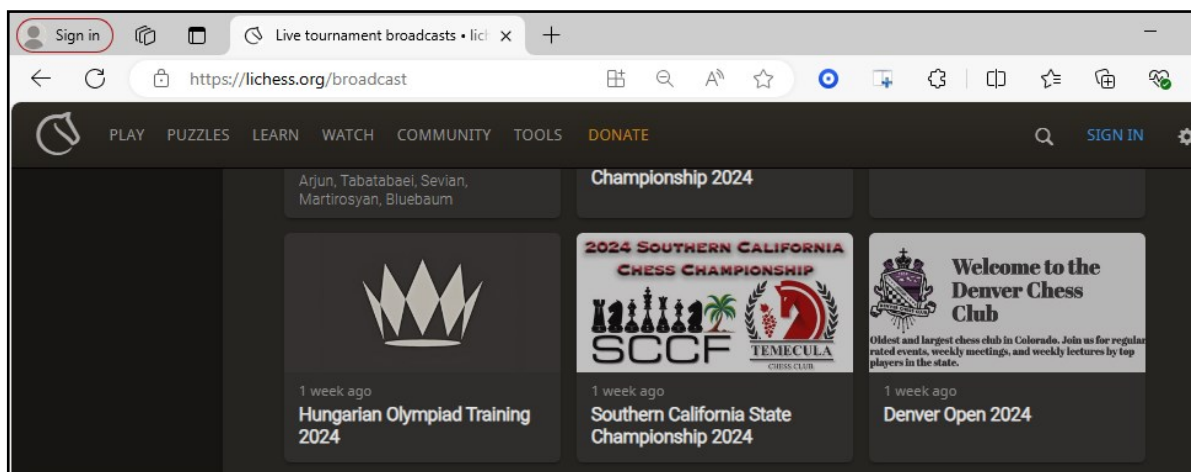 Sign in
Live tournament broadcasts • lic
https://lichess.org/broadcast
PLAY PUZZLES LEARN WATCH COMMUNITY TOOLS DONATE SIGN IN
Arjun, Tabatabaei, Sevian,
Martirosyan, Bluebaum
Championship 2024
2024 SOUTHERN CALIFORNIA
CHESS CHAMPIONSHIP
SCCF
TEMECULA
CHESS CLUB
Welcome to the
Denver Chess
Club
Oldest and largest chess club in Colorado. Join us for regular
rated events, weekly meetings, and weekly lectures by top
players in the state.
1 week ago
Hungarian Olympiad Training
2024
1 week ago
Southern California State
Championship 2024
1 week ago
Denver Open 2024